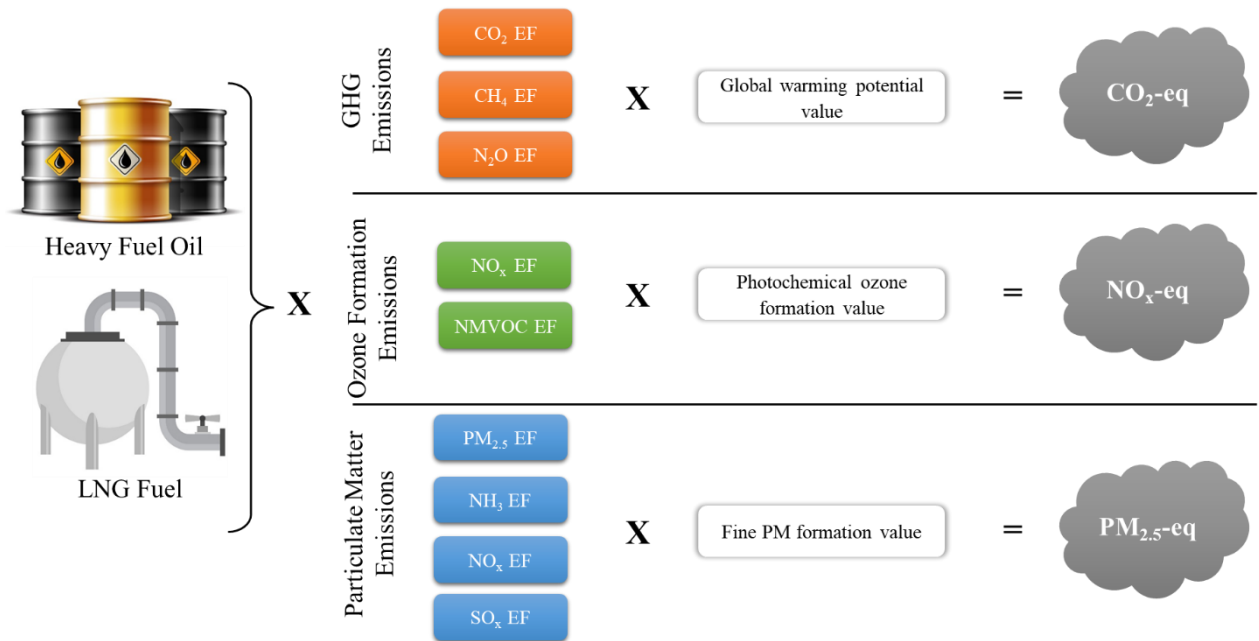 Heavy Fuel Oil
LNG Fuel
X
GHG
Emissions
CO₂ EF
CH₄ EF
N₂O EF
X
Global warming potential
value
=
CO₂-eq
Ozone Formation
Emissions
NOₓ EF
NMVOC EF
X
Photochemical ozone
formation value
=
NOₓ-eq
Particulate Matter
Emissions
PM₂.₅ EF
NH₃ EF
NOₓ EF
SOₓ EF
X
Fine PM formation value
=
PM₂.₅-eq